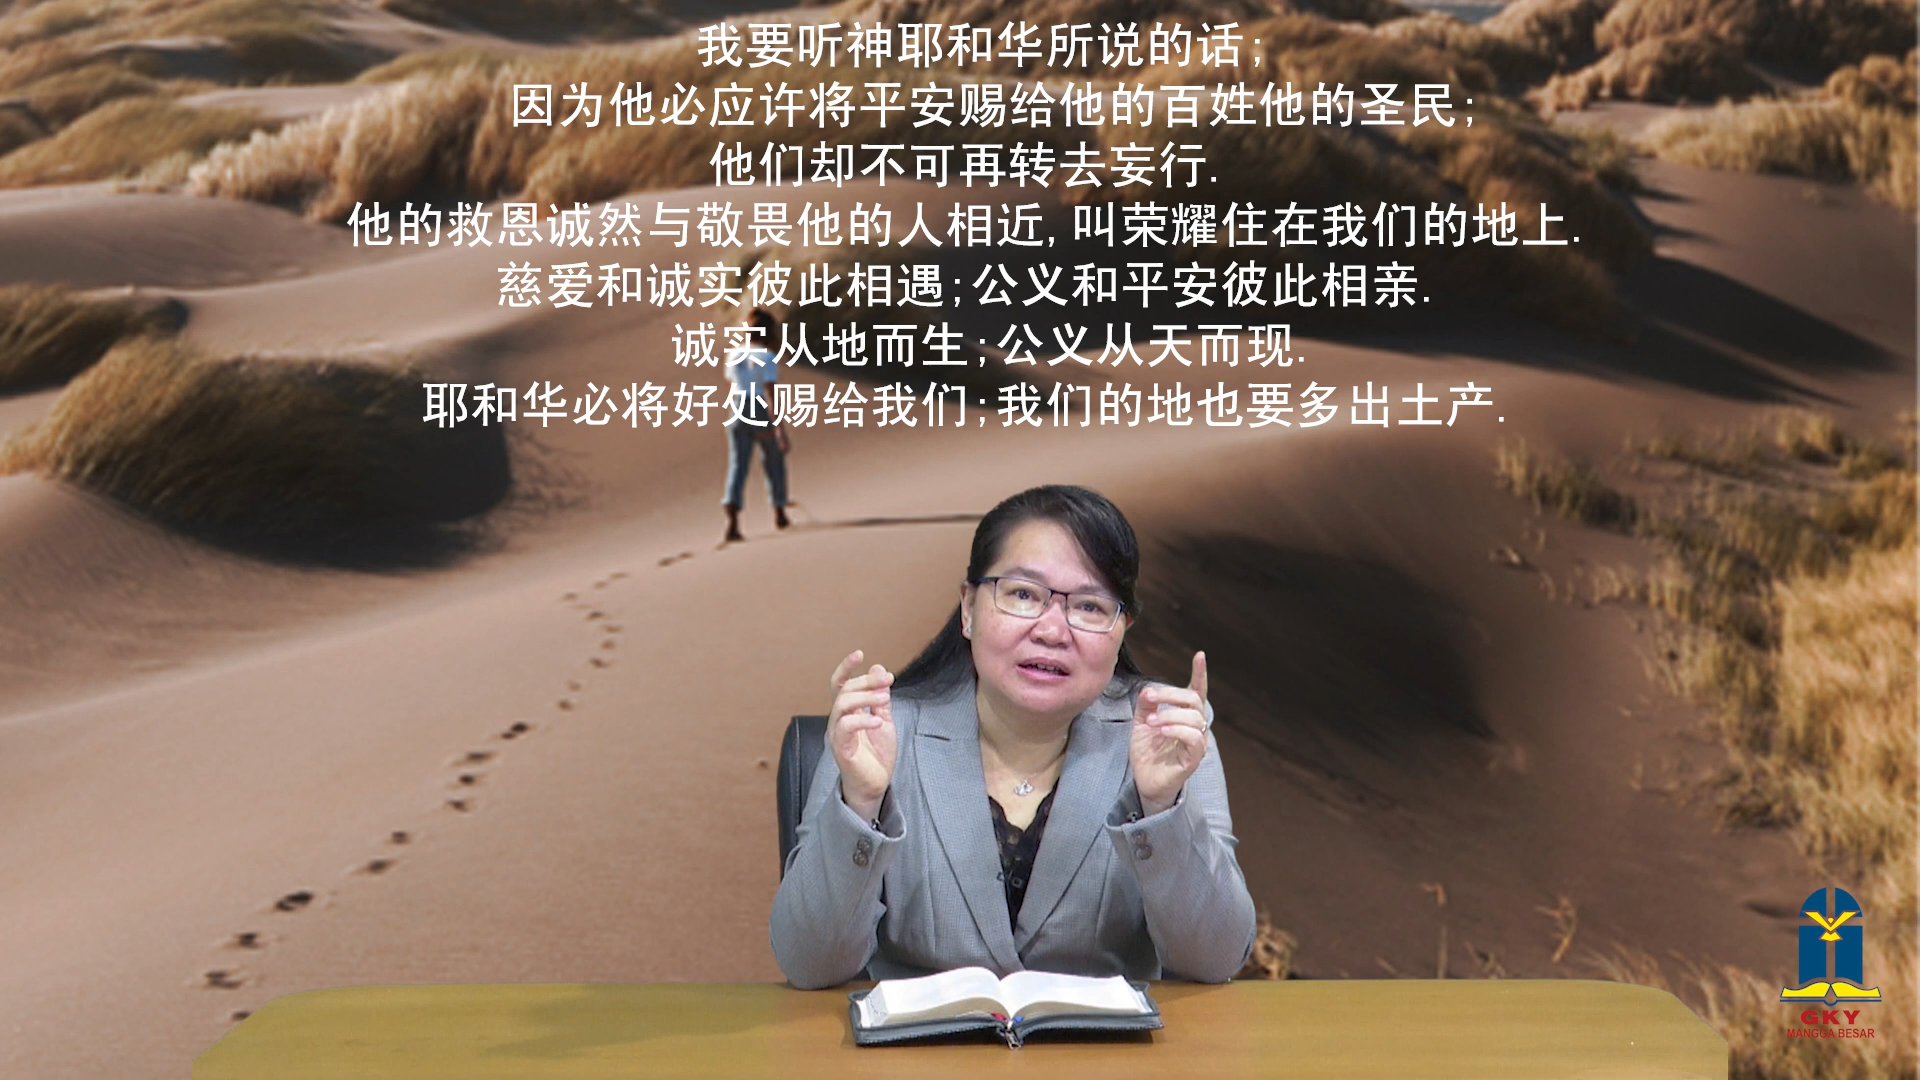 我要听神耶和华所说的话;
因为他必应许将平安赐给他的百姓他的圣民;
他们却不可再转去妄行.
他的救恩诚然与敬畏他的人相近,叫荣耀住在我们的地上.
慈爱和诚实彼此相遇;公义和平安彼此相亲.
诚实从地而生;公义从天而现.
耶和华必将好处赐给我们;我们的地也要多出土产.
GKY
MANGGA BESAR